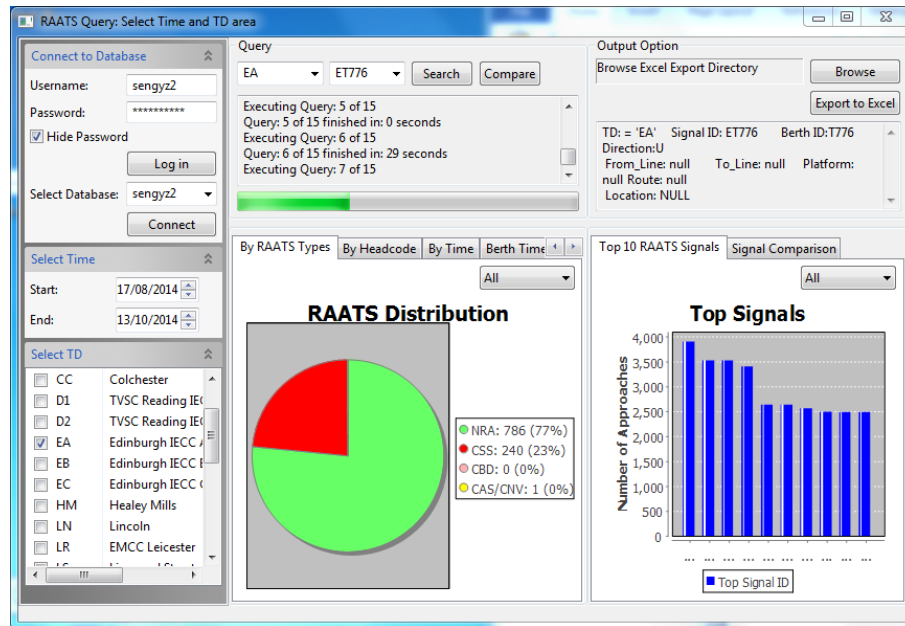 RAATS Query: Select Time and TD area
Connect to Database
Username: sengyz2
Password: **********
Hide Password
Log in
Select Database: sengyz2
Connect
Select Time
Start: 17/08/2014
End: 13/10/2014
Select TD
CC Colchester
D1 TVSC Reading IE
D2 TVSC Reading IE
EA Edinburgh IECC
EB Edinburgh IECC
EC Edinburgh IECC
HM Healey Mills
LN Lincoln
LR EMCC Leicester
Query
EA ET776 Search Compare
Executing Query: 5 of 15
Query: 5 of 15 finished in: 0 seconds
Executing Query: 6 of 15
Query: 6 of 15 finished in: 29 seconds
Executing Query: 7 of 15
Output Option
Browse Excel Export Directory Browse
Export to Excel
TD: = 'EA' Signal ID: ET776 Berth ID:T776
Direction:U
From_Line: null To_Line: null Platform:
null Route: null
Location: NULL
By RAATS Types By Headcode By Time Berth Time
All
RAATS Distribution
NRA: 786 (77%)
CSS: 240 (23%)
CBD: 0 (0%)
CAS/CNV: 1 (0%)
Top 10 RAATS Signals Signal Comparison
All
Top Signals
Number of Approaches
4,000
3,500
3,000
2,500
2,000
1,500
1,000
500
0
... ... ... ... ... ... ... ... ... ...
Top Signal ID